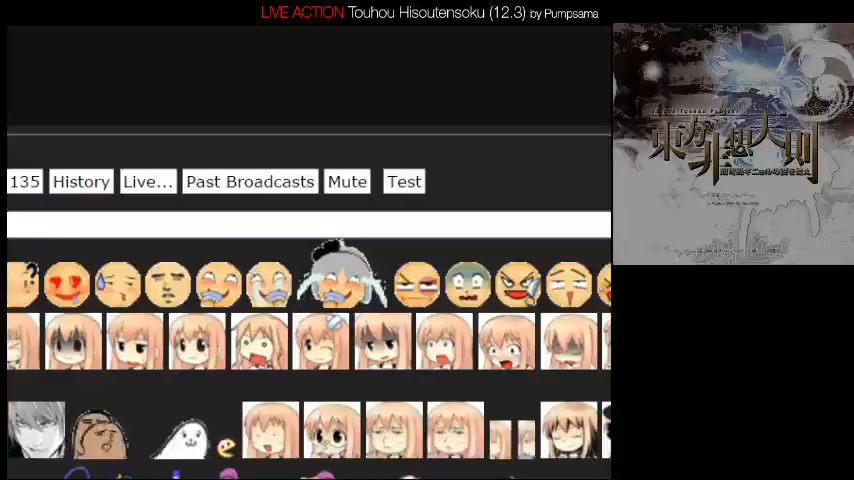 LIVE ACTION Touhou Hisoutensoku (12.3) by Pumpsama
135 History Live... Past Broadcasts Mute Test
東方非想天則